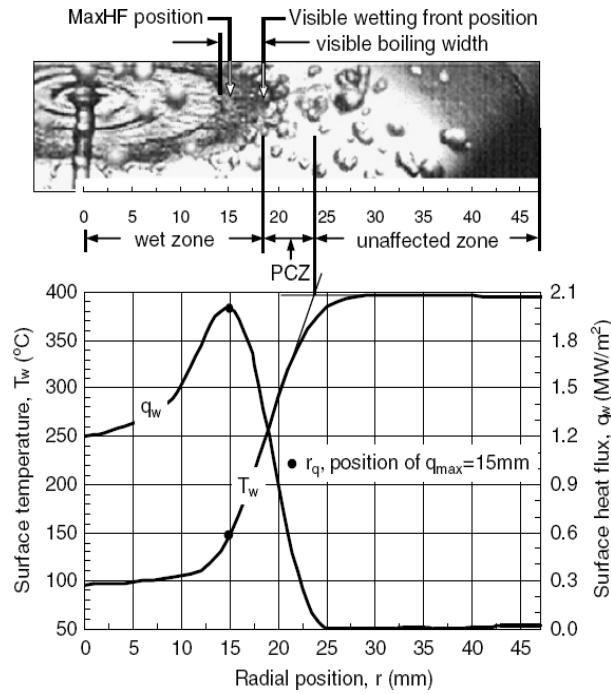 MaxHF position
Visible wetting front position
visible boiling width
0 5 10 15 20 25 30 35 40 45
wet zone
unaffected zone
PCZ
400
350
300
250
200
150
100
50
Surface temperature, Tw (°C)
2.1
2.0
1.5
1.2
0.9
0.6
0.3
0.0
Surface heat flux, qw (MW/m²)
qw
rq, position of qmax=15mm
Tw
0 5 10 15 20 25 30 35 40 45
Radial position, r (mm)